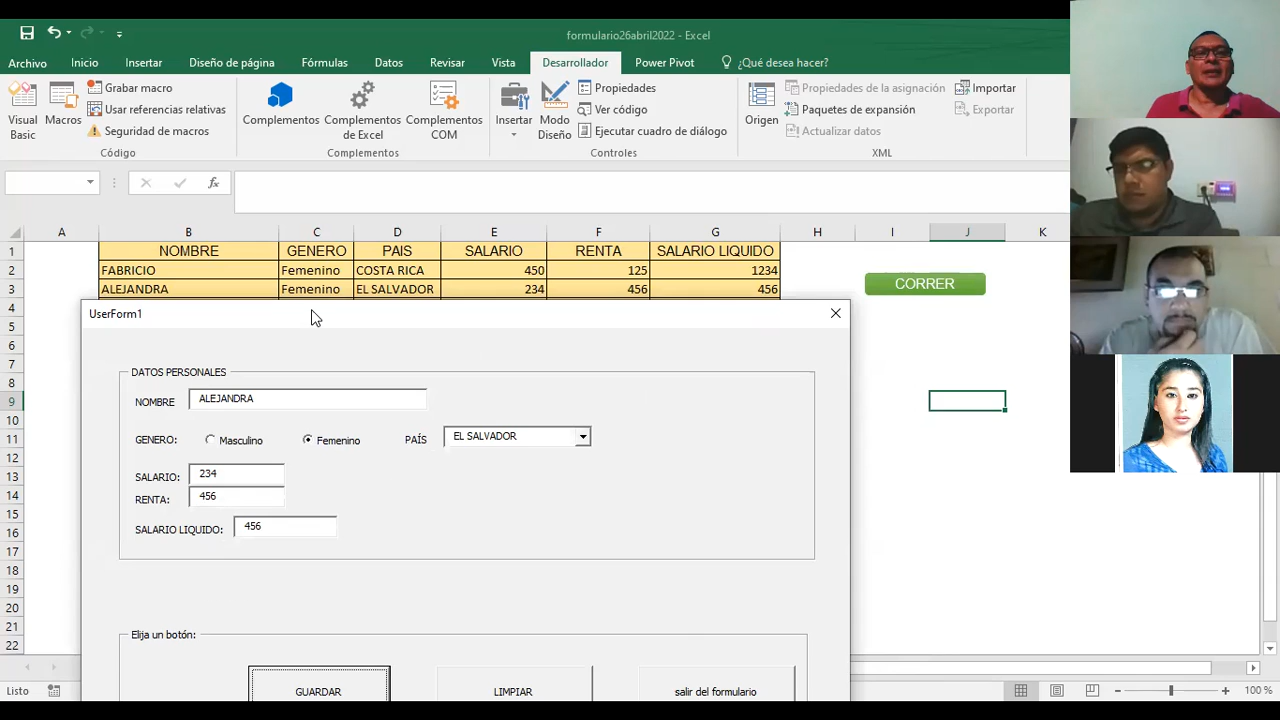 formulario26abril2022 - Excel
Archivo Inicio Insertar Diseño de página Fórmulas Datos Revisar Vista Desarrollador Power Pivot ¿Qué desea hacer?
Visual Basic
Macros
Grabar macro
Usar referencias relativas
Seguridad de macros
Código
Complementos
Complementos de Excel
Complementos COM
Complementos
Insertar
Modo Diseño
Propiedades
Ver código
Ejecutar cuadro de diálogo
Controles
Origen
Propiedades de la asignación
Paquetes de expansión
Actualizar datos
Importar
Exportar
XML
fx
A B C D E F G H I J K
1 NOMBRE GENERO PAIS SALARIO RENTA SALARIO LIQUIDO
2 FABRICIO Femenino COSTA RICA 450 125 1234
3 ALEJANDRA Femenino EL SALVADOR 234 456 456
CORRER
4
5
6
7
8
9
10
11
12
13
14
15
16
17
18
19
20
21
22
UserForm1
DATOS PERSONALES
NOMBRE ALEJANDRA
GENERO: Masculino Femenino PAÍS EL SALVADOR
SALARIO: 234
RENTA: 456
SALARIO LIQUIDO: 456
Elija un botón:
GUARDAR LIMPIAR salir del formulario
Listo 100 %